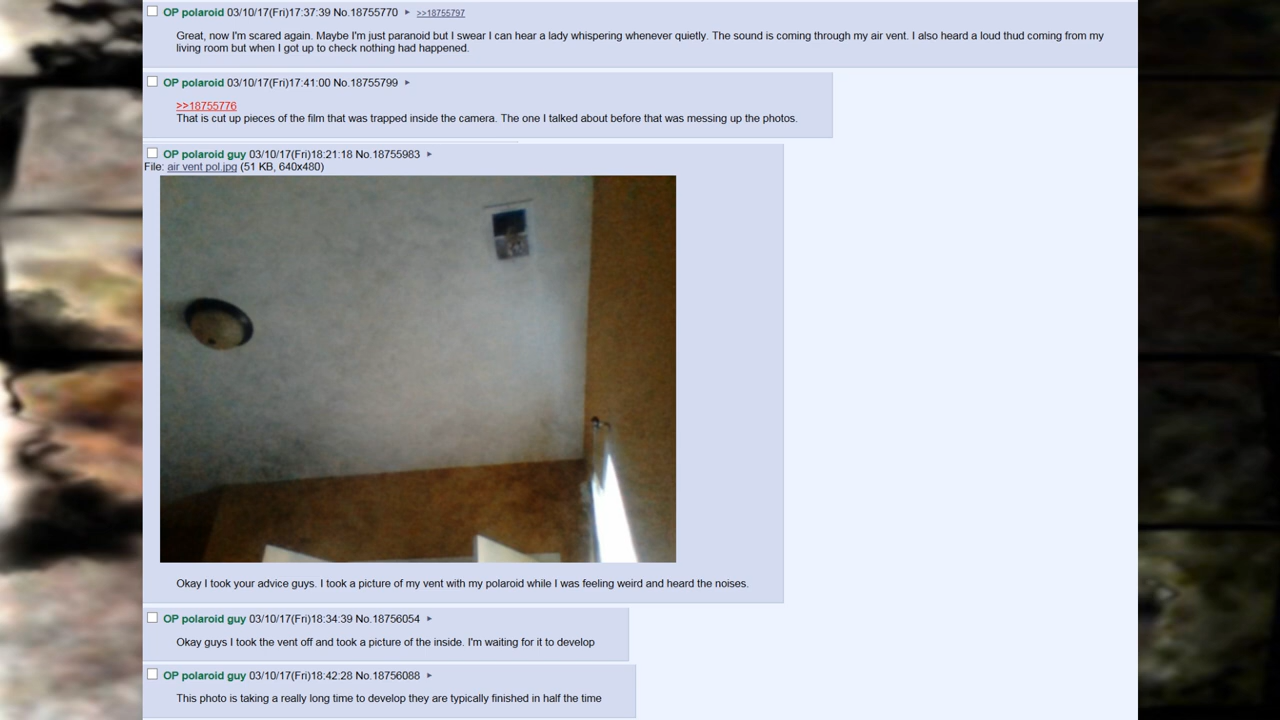 OP polaroid 03/10/17(Fri)17:37:39 No.18755770 ► >>18755797
Great, now I'm scared again. Maybe I'm just paranoid but I swear I can hear a lady whispering whenever quietly. The sound is coming through my air vent. I also heard a loud thud coming from my
living room but when I got up to check nothing had happened.
OP polaroid 03/10/17(Fri)17:41:00 No.18755799 ►
>>18755776
That is cut up pieces of the film that was trapped inside the camera. The one I talked about before that was messing up the photos.
OP polaroid guy 03/10/17(Fri)18:21:18 No.18755983 ►
File: air vent pol.jpg (51 KB, 640x480)
Okay I took your advice guys. I took a picture of my vent with my polaroid while I was feeling weird and heard the noises.
OP polaroid guy 03/10/17(Fri)18:34:39 No.18756054 ►
Okay guys I took the vent off and took a picture of the inside. I'm waiting for it to develop
OP polaroid guy 03/10/17(Fri)18:42:28 No.18756088 ►
This photo is taking a really long time to develop they are typically finished in half the time